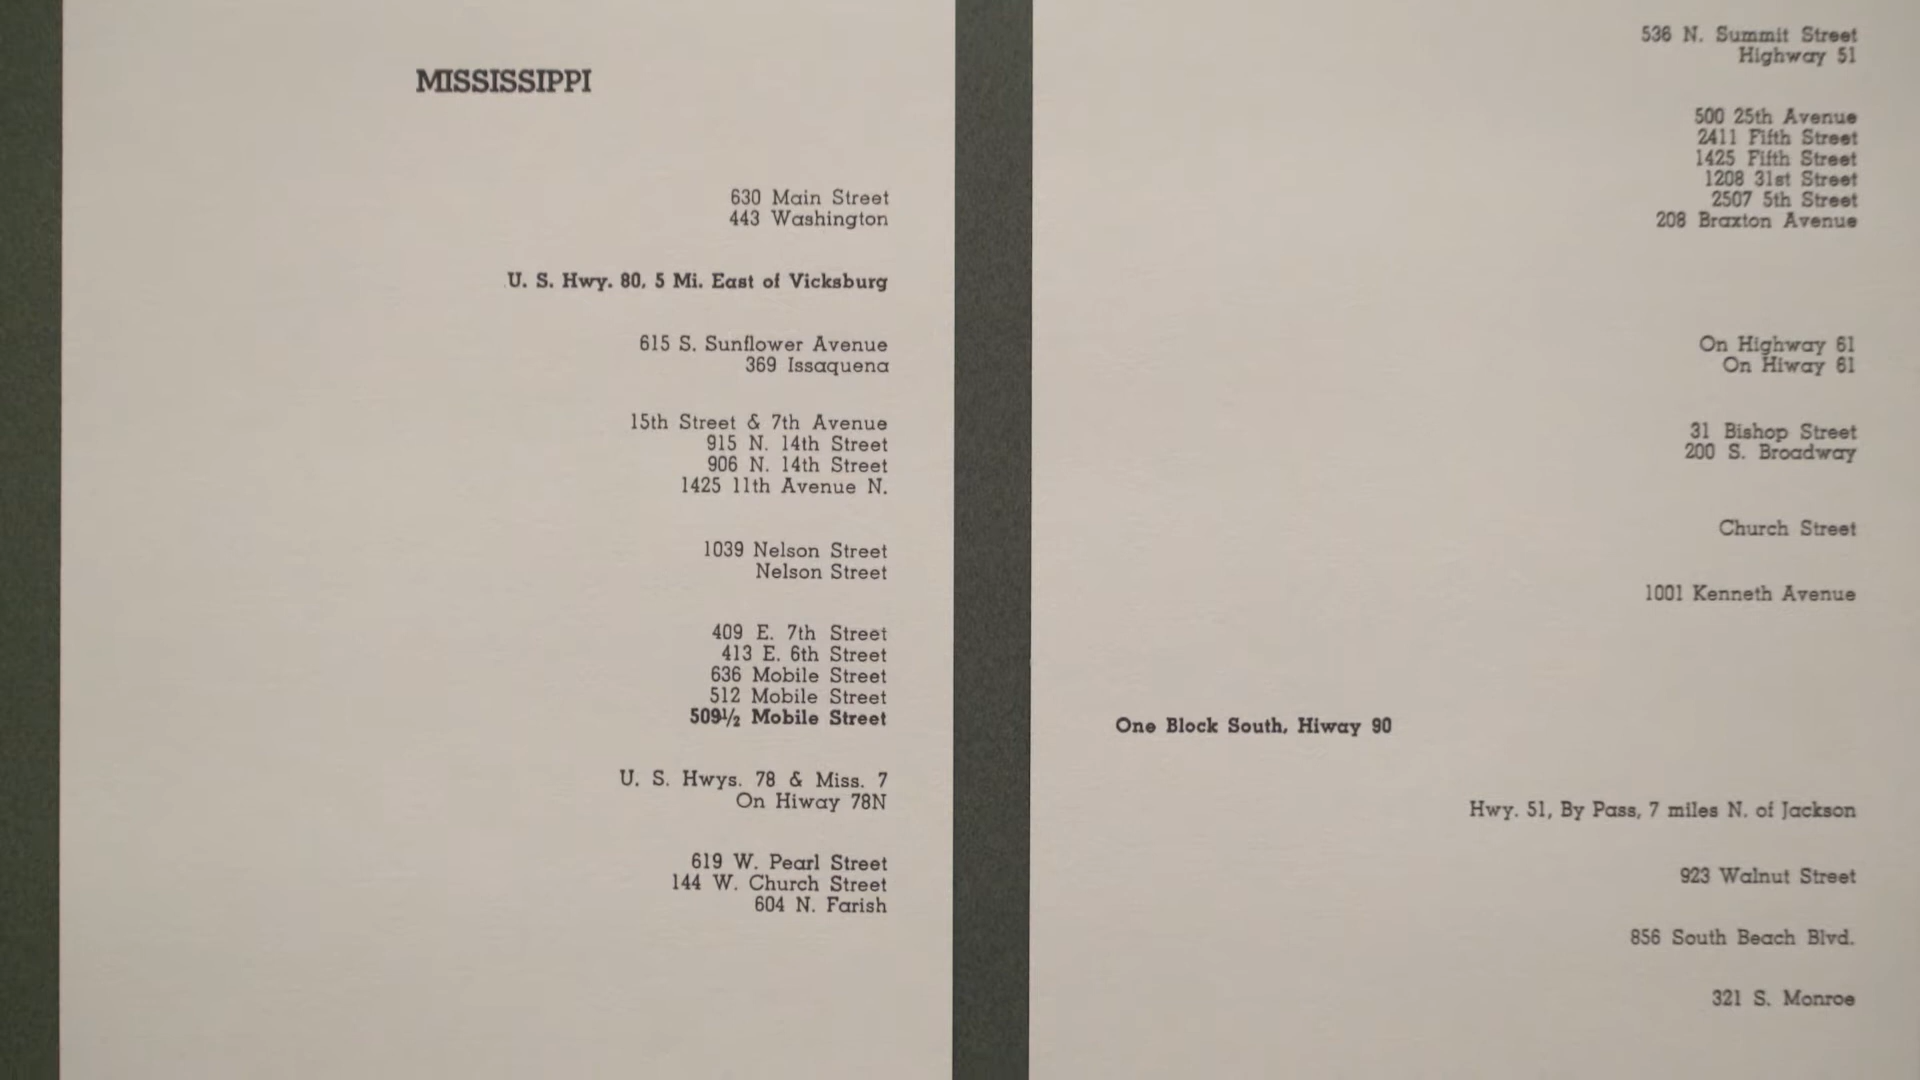 MISSISSIPPI
630 Main Street
443 Washington
U. S. Hwy. 80, 5 Mi. East of Vicksburg
615 S. Sunflower Avenue
369 Issaquena
15th Street & 7th Avenue
915 N. 14th Street
906 N. 14th Street
1425 11th Avenue N.
1039 Nelson Street
Nelson Street
409 E. 7th Street
413 E. 6th Street
636 Mobile Street
512 Mobile Street
509½ Mobile Street
U. S. Hwys. 78 & Miss. 7
On Hiway 78N
619 W. Pearl Street
144 W. Church Street
604 N. Farish
536 N. Summit Street
Highway 51
500 25th Avenue
2411 Fifth Street
1425 Fifth Street
1208 31st Street
2507 5th Street
208 Braxton Avenue
On Highway 61
On Hiway 61
31 Bishop Street
200 S. Broadway
Church Street
1001 Kenneth Avenue
One Block South, Hiway 90
Hwy. 51, By Pass, 7 miles N. of Jackson
923 Walnut Street
856 South Beach Blvd.
321 S. Monroe